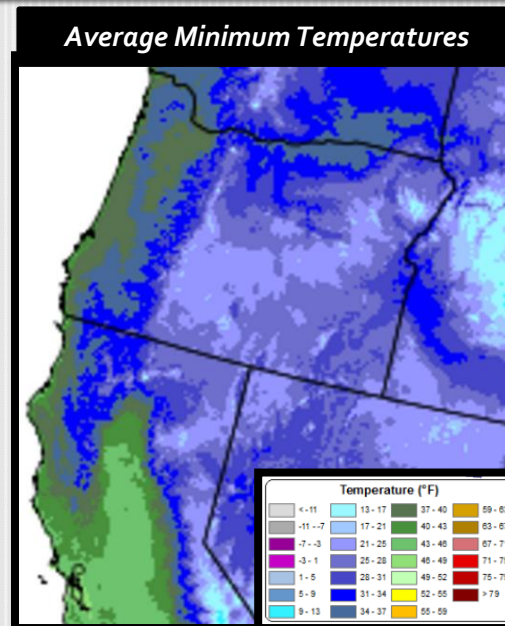 Average Minimum Temperatures
Temperature (°F)
< -11 13 - 17 37 - 40
-11 - -7 17 - 21 40 - 43
-7 - -3 21 - 25 43 - 46
-3 - 1 25 - 28 46 - 49
1 - 5 28 - 31 49 - 52
5 - 9 31 - 34 52 - 55 > 79
9 - 13 34 - 37 55 - 59